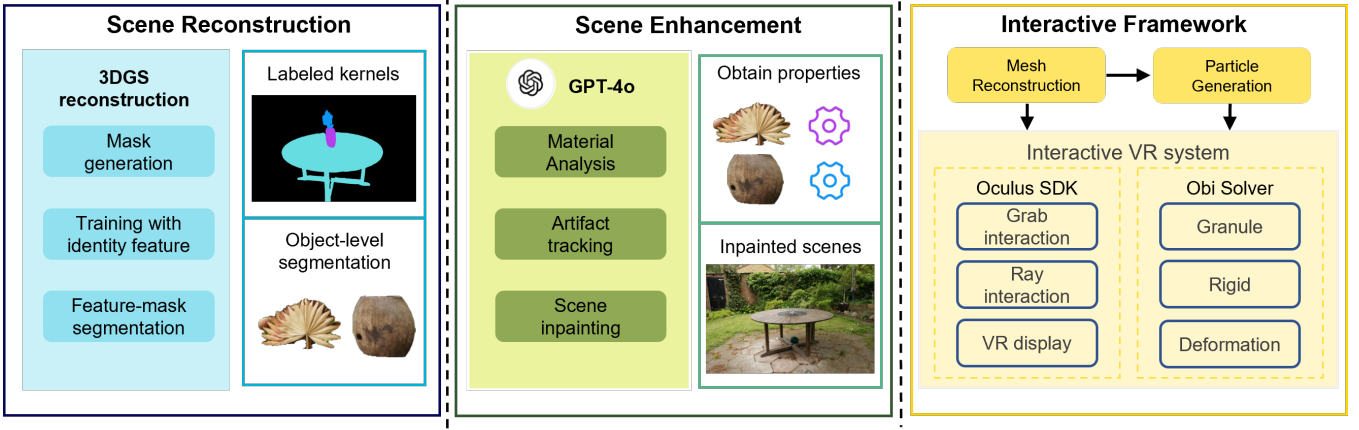 Scene Reconstruction
3DGS
reconstruction
Mask
generation
Training with
identity feature
Feature-mask
segmentation
Labeled kernels
Object-level
segmentation
Scene Enhancement
GPT-4o
Material
Analysis
Artifact
tracking
Scene
inpainting
Obtain properties
Inpainted scenes
Interactive Framework
Mesh
Reconstruction
Particle
Generation
Interactive VR system
Oculus SDK
Grab
interaction
Ray
interaction
VR display
Obi Solver
Granule
Rigid
Deformation